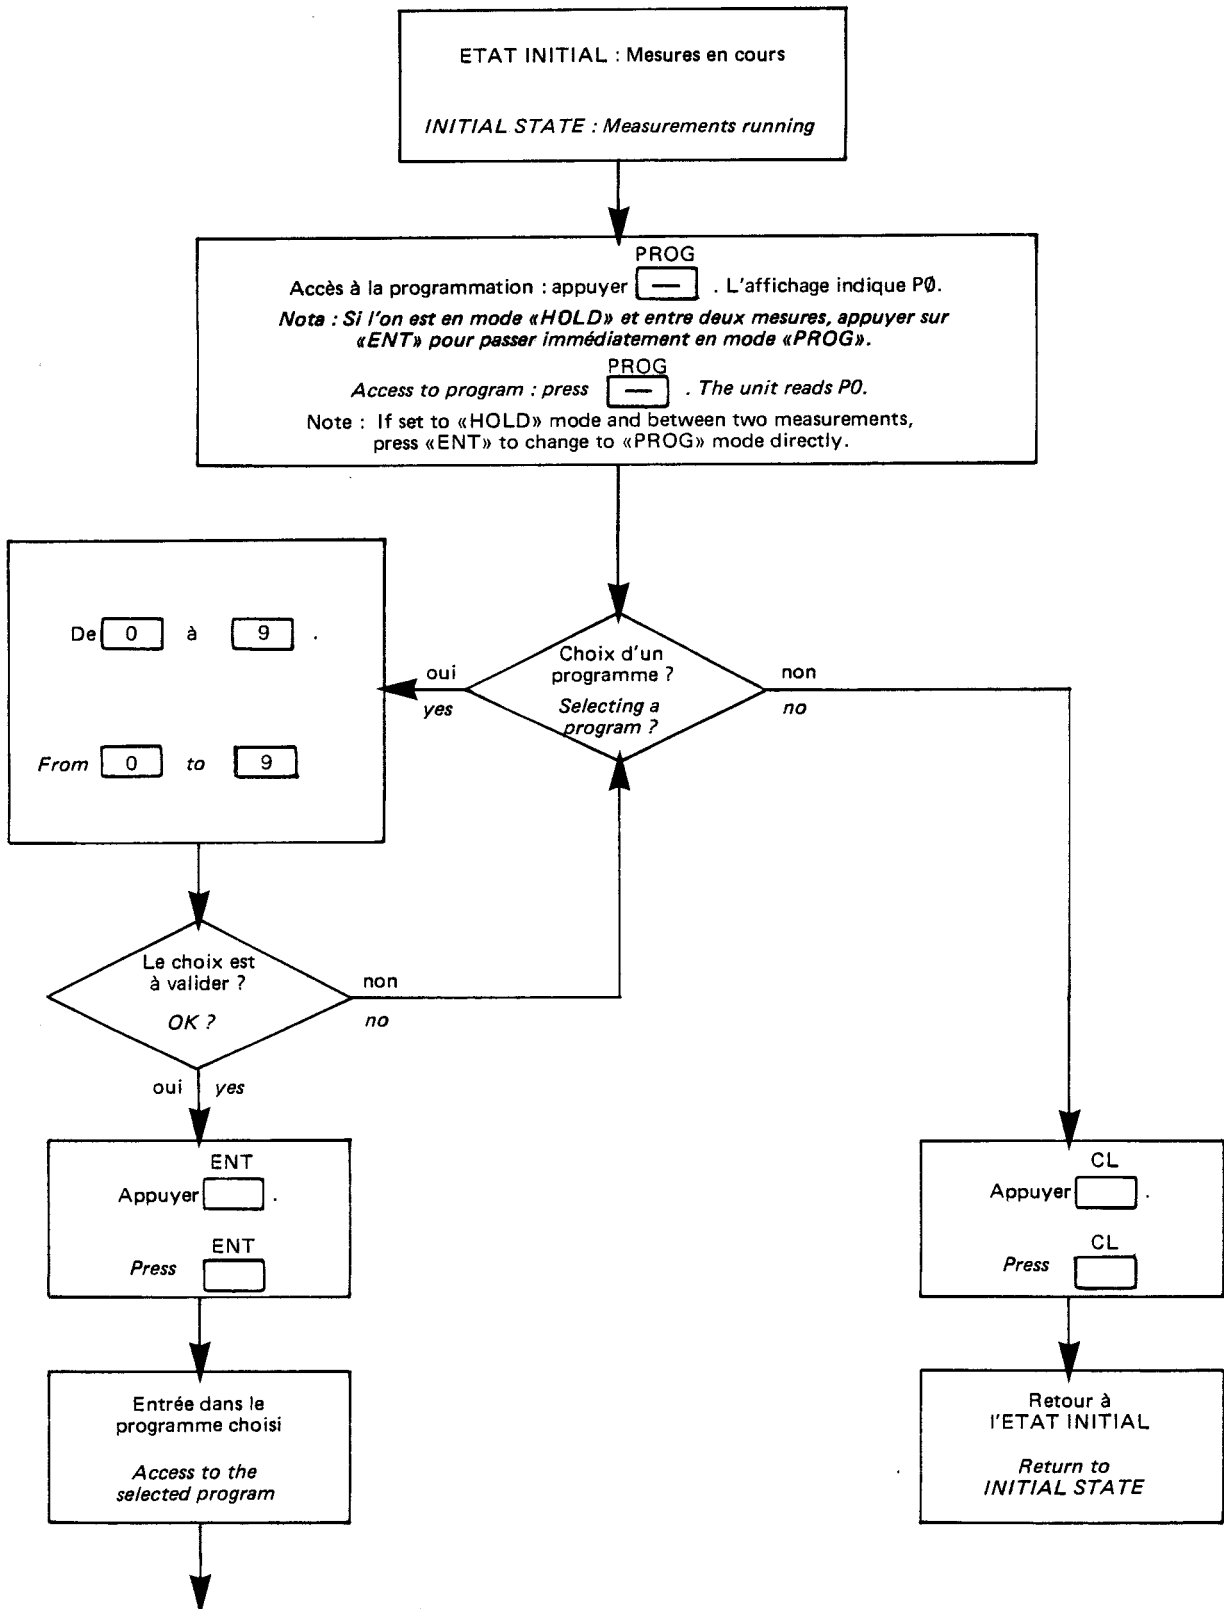 ETAT INITIAL : Mesures en cours
INITIAL STATE : Measurements running
PROG
Accès à la programmation : appuyer — . L'affichage indique PØ.
Nota : Si l'on est en mode «HOLD» et entre deux mesures, appuyer sur
«ENT» pour passer immédiatement en mode «PROG».
PROG
Access to program : press — . The unit reads P0.
Note : If set to «HOLD» mode and between two measurements,
press «ENT» to change to «PROG» mode directly.
De 0 à 9 .
From 0 to 9
oui
yes
Choix d'un
programme ?
Selecting a
program ?
non
no
Le choix est
à valider ?
OK ?
non
no
oui yes
ENT
Appuyer .
ENT
Press
CL
Appuyer .
CL
Press
Entrée dans le
programme choisi
Access to the
selected program
Retour à
l'ETAT INITIAL
Return to
INITIAL STATE